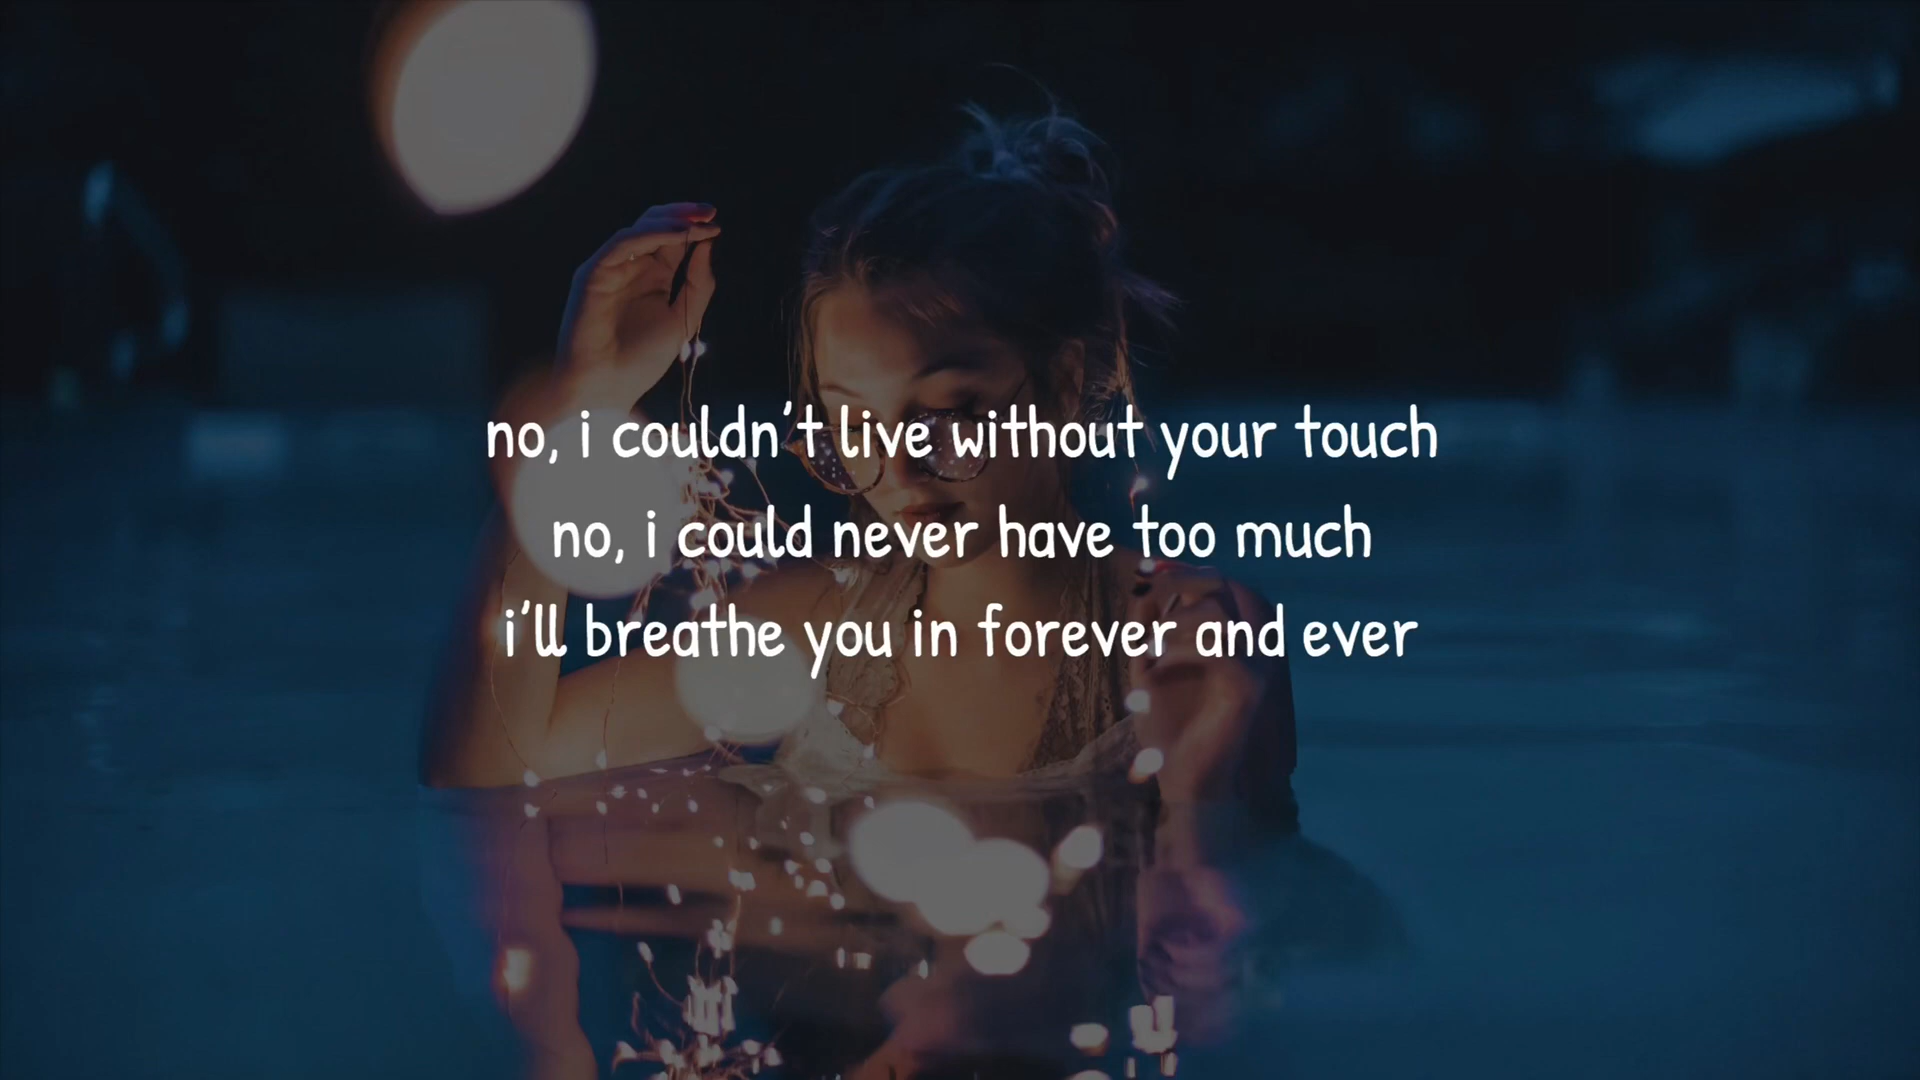 no, i couldn't live without your touch
no, i could never have too much
i'll breathe you in forever and ever